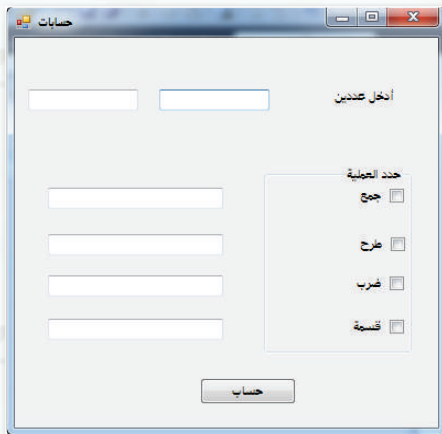 حسابات
أدخل عددين
حدد العملية
جمع
طرح
ضرب
قسمة
حساب